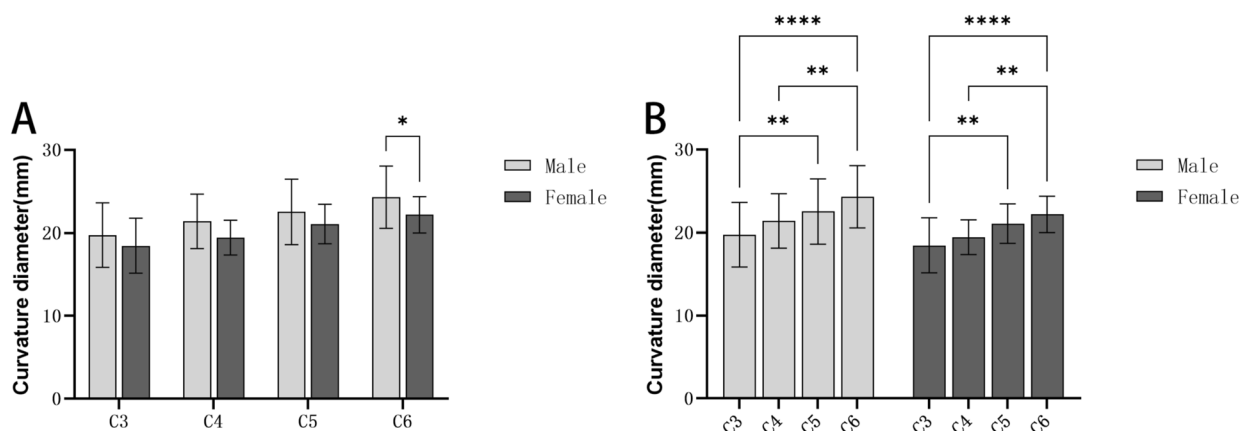 A
Curvature diameter(mm)
30
20
10
0
C3
C4
C5
C6
*
Male
Female
B
Curvature diameter(mm)
30
20
10
0
****
**
**
****
**
**
C3
C4
C5
C6
C3
C4
C5
C6
Male
Female